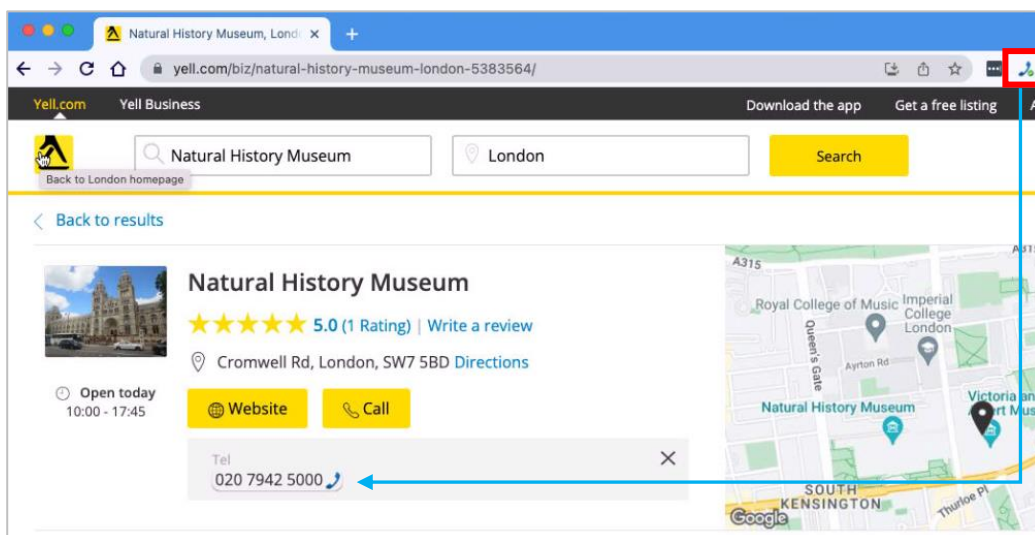 Natural History Museum, Lond
yell.com/biz/natural-history-museum-london-5383564/
Yell.com Yell Business Download the app Get a free listing A
Natural History Museum London Search
Back to London homepage
Back to results
Natural History Museum
5.0 (1 Rating) | Write a review
Cromwell Rd, London, SW7 5BD Directions
Open today
10:00 - 17:45
Website Call
Tel
020 7942 5000
A315
Royal College of Music
Imperial
College
London
Queen's Gate
Ayrton Rd
Natural History Museum
SOUTH
KENSINGTON
Thurloe Pl
Google